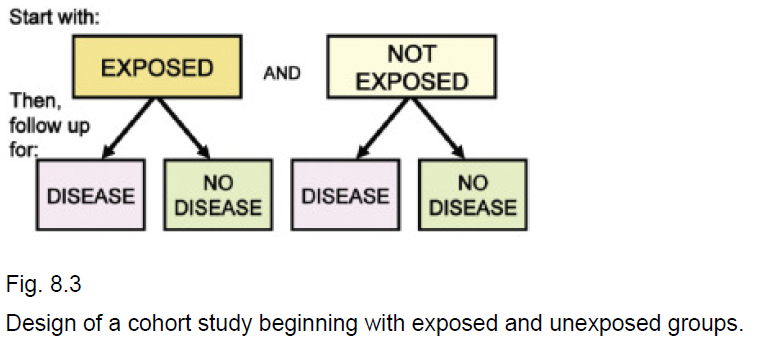 Start with:
EXPOSED
AND
NOT
EXPOSED
Then,
follow up
for:
DISEASE
NO
DISEASE
DISEASE
NO
DISEASE
Fig. 8.3
Design of a cohort study beginning with exposed and unexposed groups.